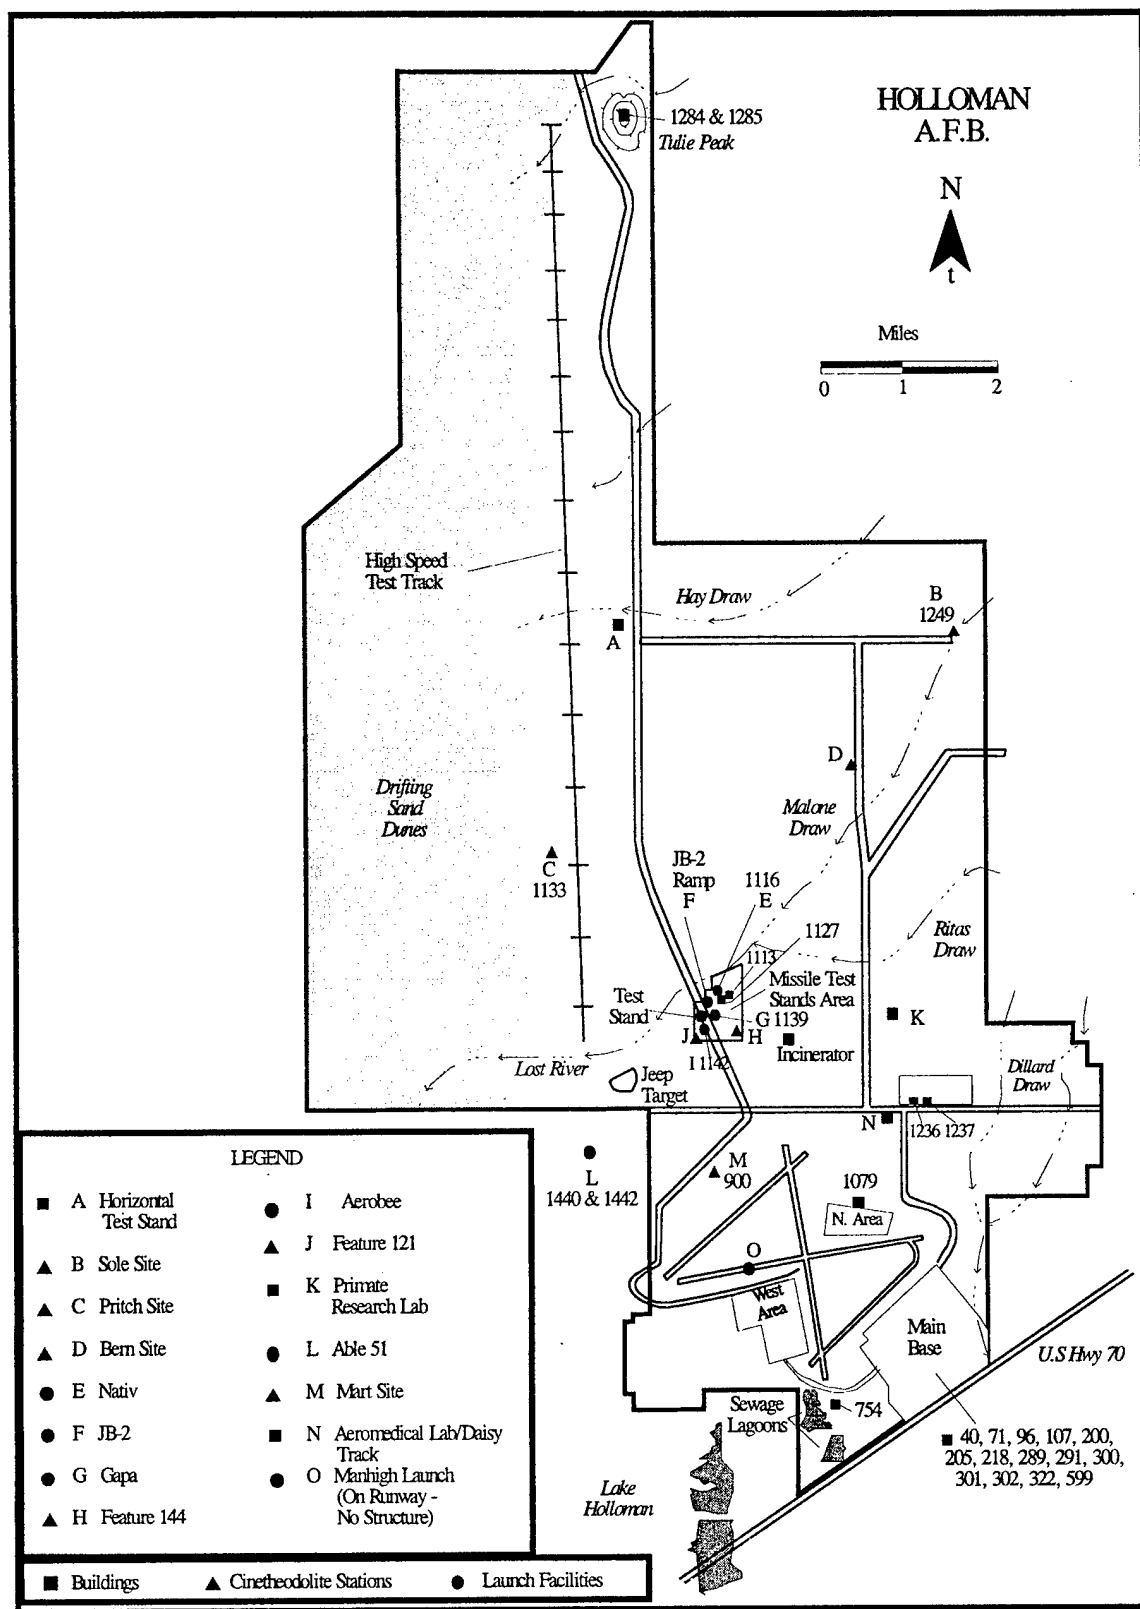 HOLLOMAN
A.F.B.
N
t
Miles
0 1 2
1284 & 1285
Tulie Peak
High Speed
Test Track
Hay Draw
B
1249
A
D
Drifting
Sand
Dunes
Malone
Draw
C
1133
JB-2
Ramp
F
1116
E
1127
1113
Ritas
Draw
Missile Test
Stands Area
Test
Stand
G 1139
K
J
H
I 1142
Incinerator
Lost River
Jeep
Target
Dillard
Draw
N
1236 1237
L
1440 & 1442
M
900
1079
N. Area
O
West
Area
Main
Base
U.S Hwy 70
Sewage
Lagoons
754
40, 71, 96, 107, 200,
205, 218, 289, 291, 300,
301, 302, 322, 599
Lake
Holloman
LEGEND
A Horizontal
Test Stand
B Sole Site
C Pritch Site
D Bern Site
E Nativ
F JB-2
G Gapa
H Feature 144
I Aerobee
J Feature 121
K Primate
Research Lab
L Able 51
M Mart Site
N Aeromedical Lab/Daisy
Track
O Manhigh Launch
(On Runway -
No Structure)
Buildings
Cinetheodolite Stations
Launch Facilities